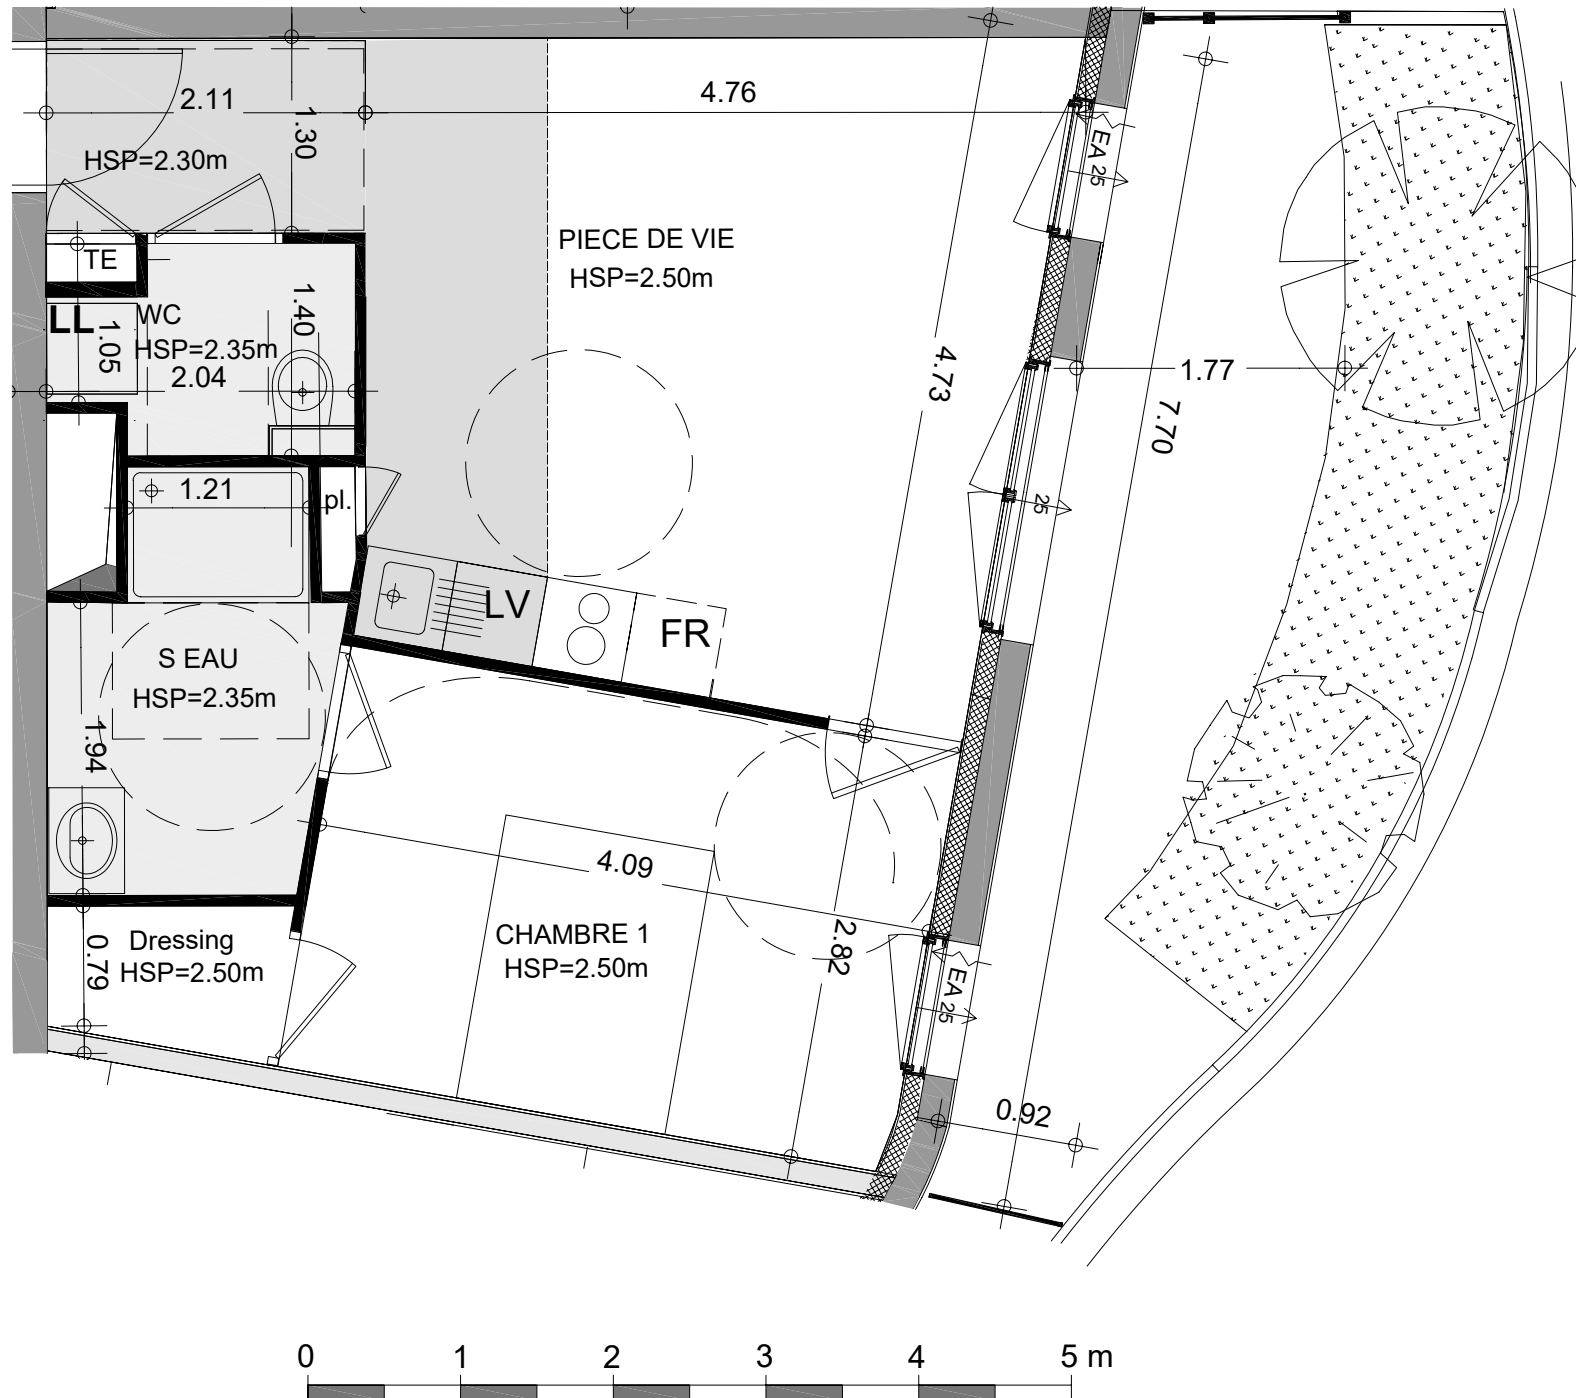 2.11
4.76
1.30
HSP=2.30m
EA 25
PIECE DE VIE
HSP=2.50m
TE
LL
WC
1.40
1.05
HSP=2.35m
2.04
4.73
1.77
7.70
1.21
pl.
25
LV
FR
S EAU
HSP=2.35m
1.94
4.09
CHAMBRE 1
HSP=2.50m
2.82
Dressing
HSP=2.50m
0.79
EA 25
0.92
0 1 2 3 4 5 m